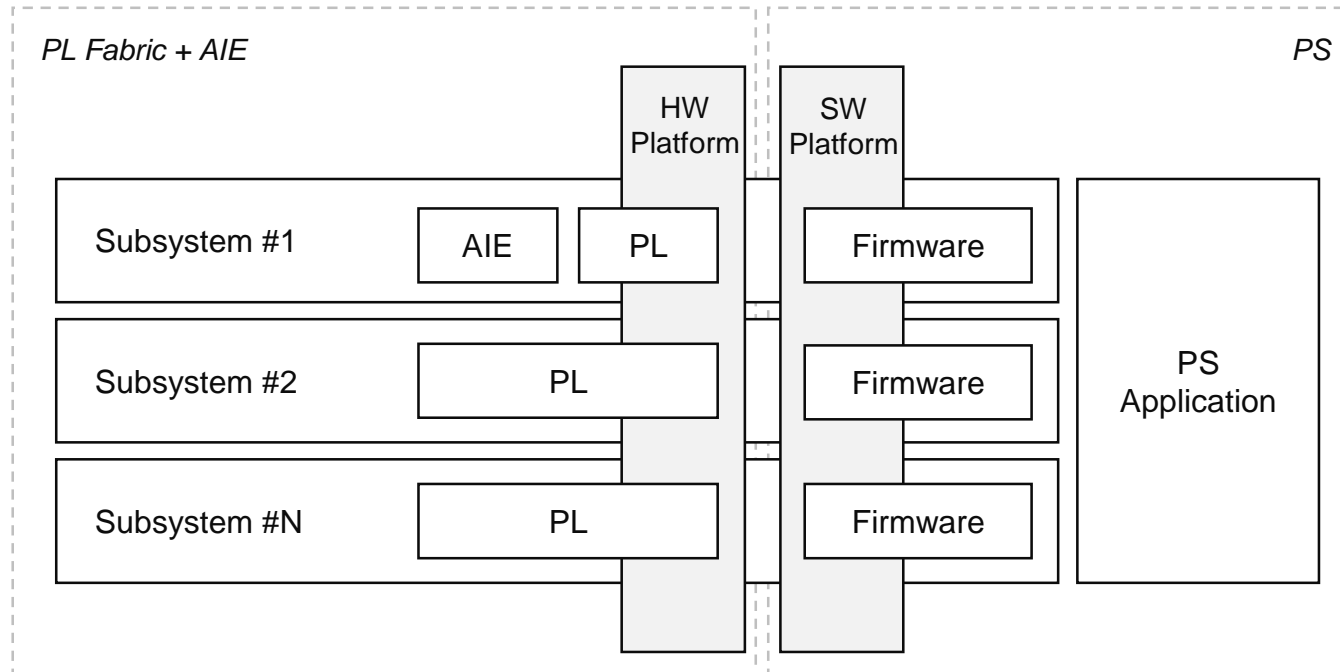 PL Fabric + AIE
PS
HW
Platform
SW
Platform
Subsystem #1
AIE
PL
Firmware
Subsystem #2
PL
Firmware
PS
Application
Subsystem #N
PL
Firmware